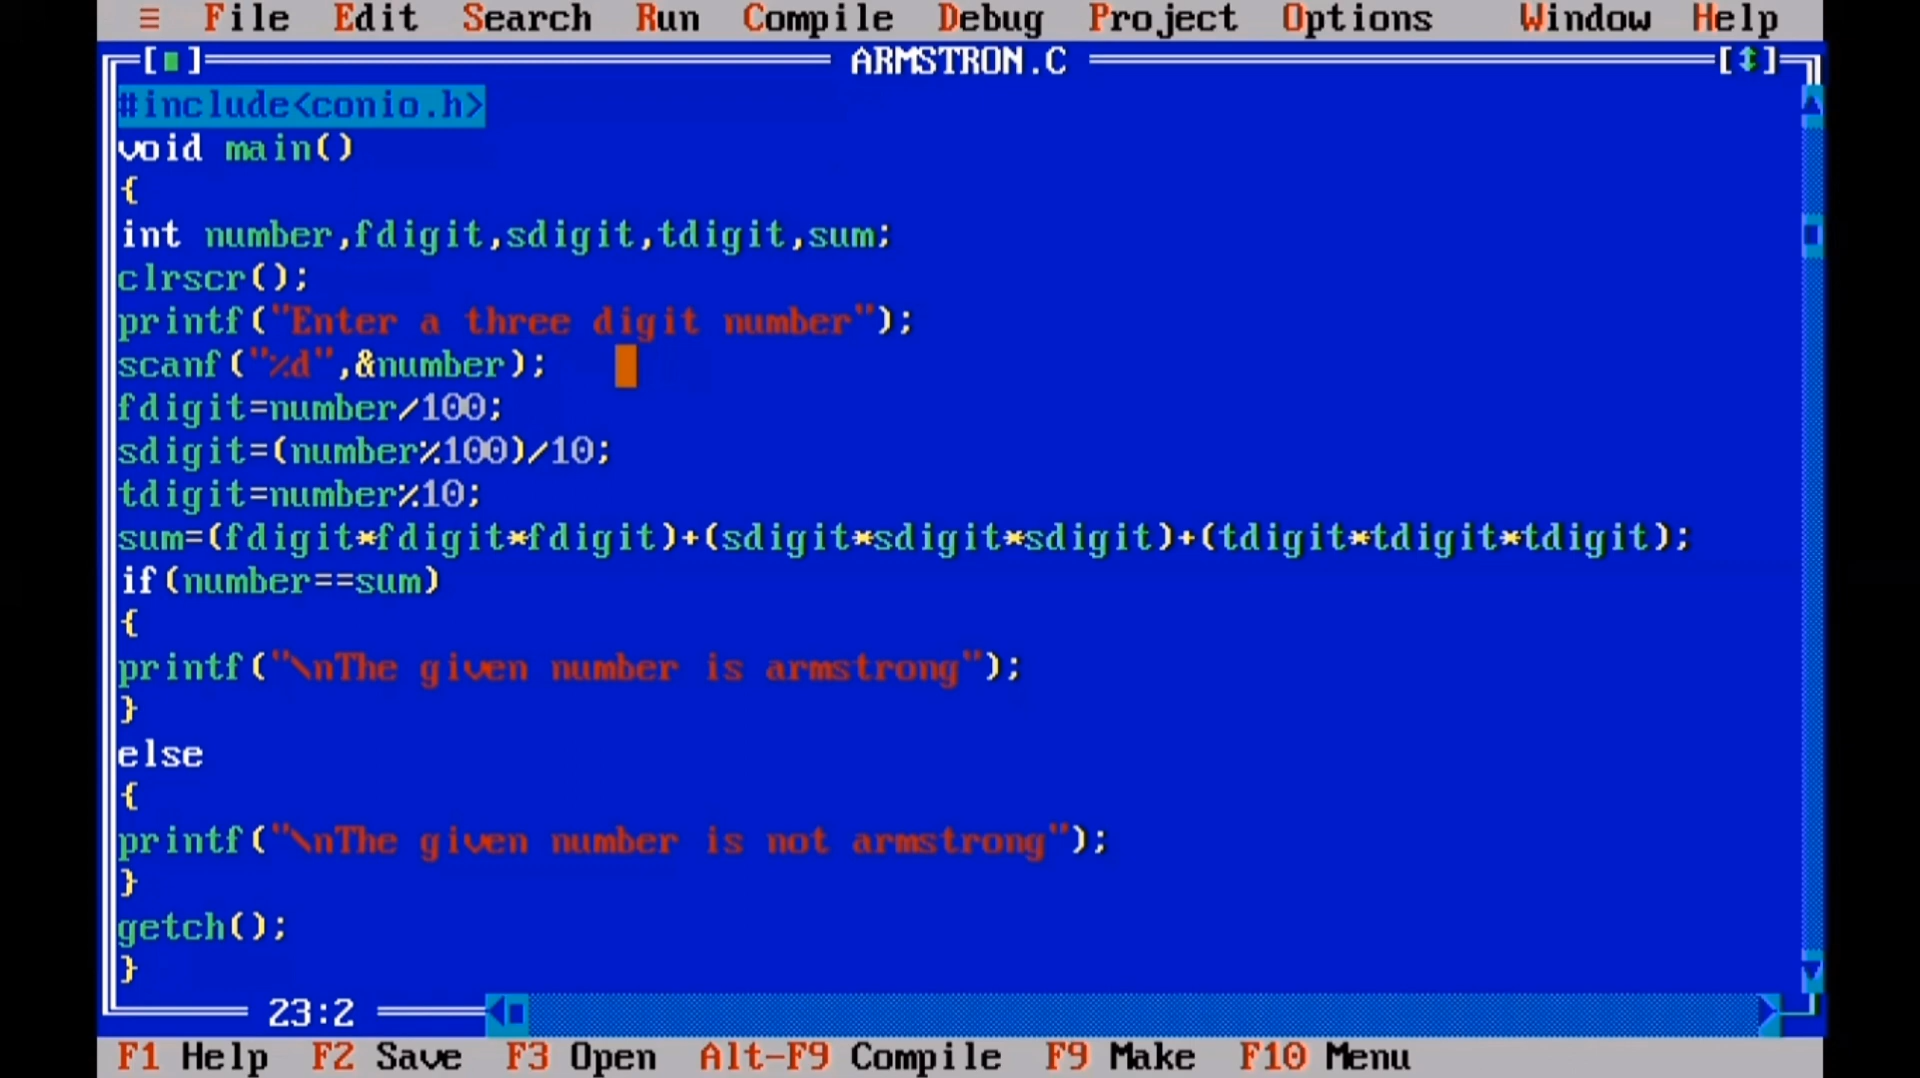 ≡ File Edit Search Run Compile Debug Project Options Window Help
[■] ARMSTRON.C [↕]
#include<conio.h>
void main()
{
int number,fdigit,sdigit,tdigit,sum;
clrscr();
printf("Enter a three digit number");
scanf("%d",&number);
fdigit=number/100;
sdigit=(number%100)/10;
tdigit=number%10;
sum=(fdigit*fdigit*fdigit)+(sdigit*sdigit*sdigit)+(tdigit*tdigit*tdigit);
if(number==sum)
{
printf("\nThe given number is armstrong");
}
else
{
printf("\nThe given number is not armstrong");
}
getch();
}
23:2
F1 Help F2 Save F3 Open Alt-F9 Compile F9 Make F10 Menu